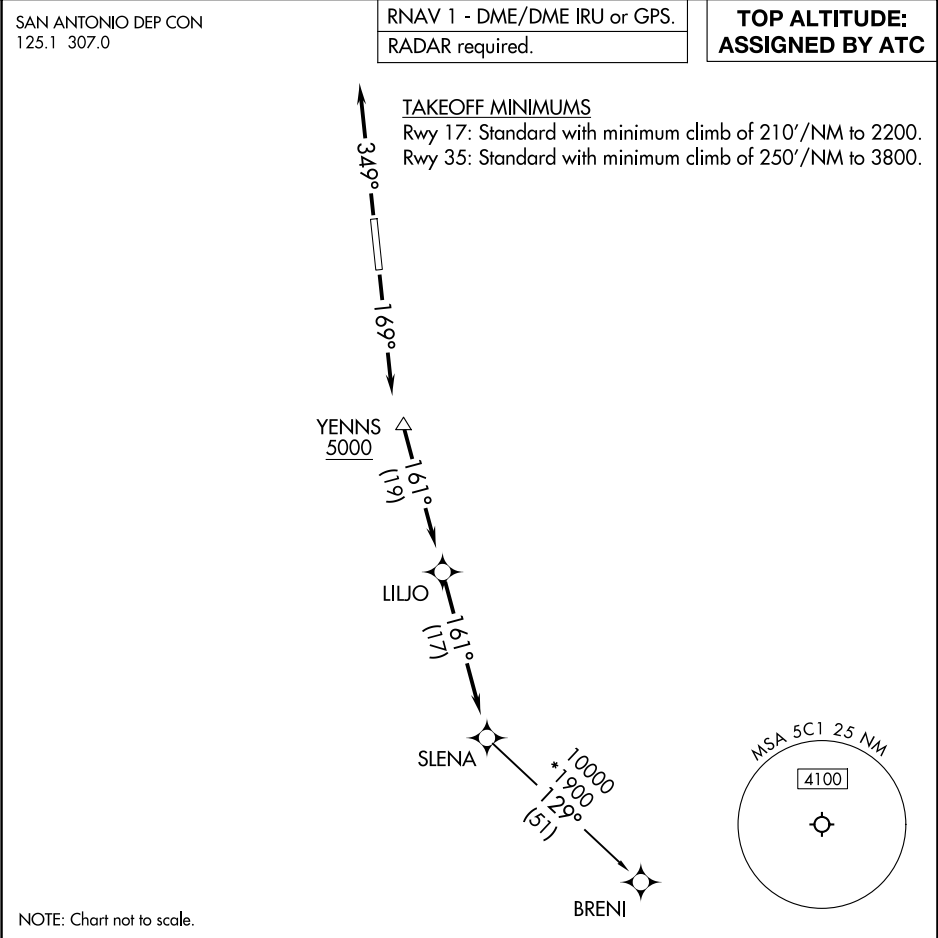 SAN ANTONIO DEP CON
125.1 307.0
RNAV 1 - DME/DME IRU or GPS.
RADAR required.
TOP ALTITUDE:
ASSIGNED BY ATC
TAKEOFF MINIMUMS
Rwy 17: Standard with minimum climb of 210'/NM to 2200.
Rwy 35: Standard with minimum climb of 250'/NM to 3800.
349°
169°
YENNS
5000
161°
(19)
LILJO
161°
(17)
SLENA
10000
*1900
129°
(51)
BRENI
MSA 5C1 25 NM
4100
NOTE: Chart not to scale.